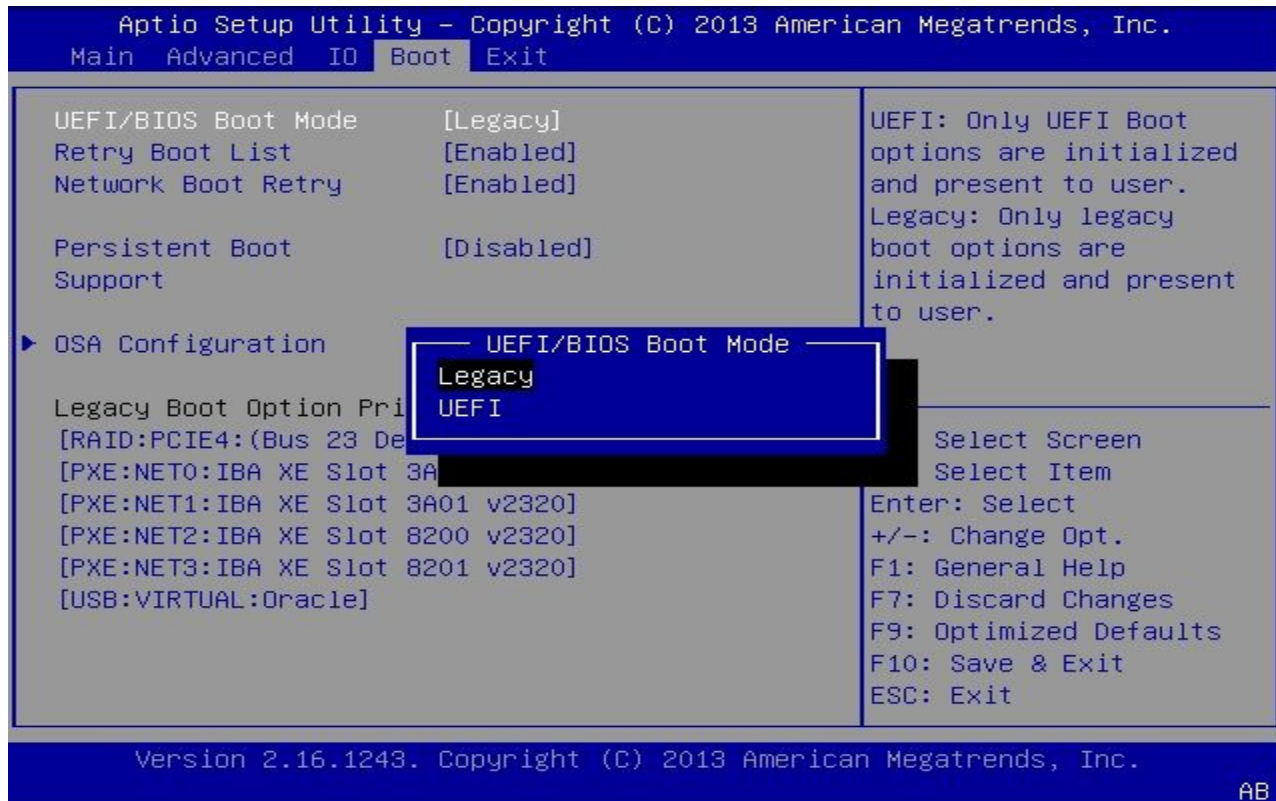 Aptio Setup Utility – Copyright (C) 2013 American Megatrends, Inc.
Main Advanced IO Boot Exit
UEFI/BIOS Boot Mode [Legacy]
Retry Boot List [Enabled]
Network Boot Retry [Enabled]
Persistent Boot [Disabled]
Support
OSA Configuration
Legacy Boot Option Pri
[RAID:PCIE4:(Bus 23 De
[PXE:NET0:IBA XE Slot 3A
[PXE:NET1:IBA XE Slot 3A01 v2320]
[PXE:NET2:IBA XE Slot 8200 v2320]
[PXE:NET3:IBA XE Slot 8201 v2320]
[USB:VIRTUAL:Oracle]
UEFI/BIOS Boot Mode
Legacy
UEFI
UEFI: Only UEFI Boot
options are initialized
and present to user.
Legacy: Only legacy
boot options are
initialized and present
to user.
Select Screen
Select Item
Enter: Select
+/-: Change Opt.
F1: General Help
F7: Discard Changes
F9: Optimized Defaults
F10: Save & Exit
ESC: Exit
Version 2.16.1243. Copyright (C) 2013 American Megatrends, Inc.
AB